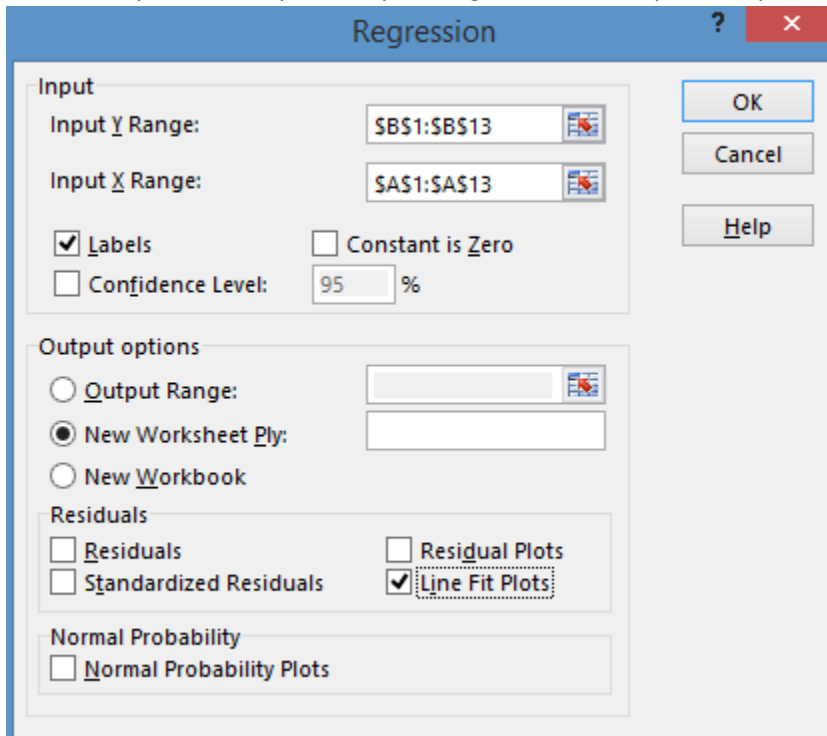 Regression ? ×
Input
OK
Input Y Range: $B$1:$B$13
Cancel
Input X Range: $A$1:$A$13
Help
Labels Constant is Zero
Confidence Level: 95 %
Output options
Output Range:
New Worksheet Ply:
New Workbook
Residuals
Residuals Residual Plots
Standardized Residuals Line Fit Plots
Normal Probability
Normal Probability Plots